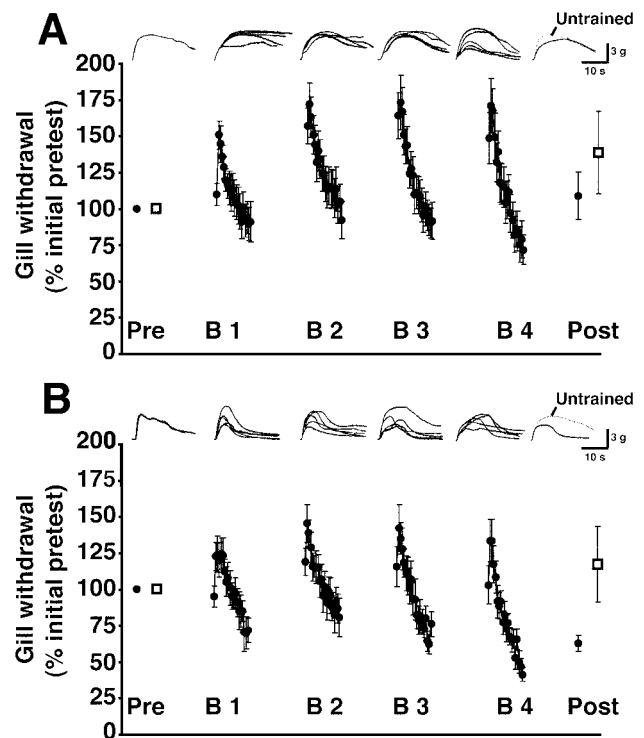 A
Untrained
3 g
10 s
200
175
150
125
100
75
50
25
0
Gill withdrawal
(% initial pretest)
Pre B 1 B 2 B 3 B 4 Post
B
Untrained
3 g
10 s
200
175
150
125
100
75
50
25
0
Gill withdrawal
(% initial pretest)
Pre B 1 B 2 B 3 B 4 Post